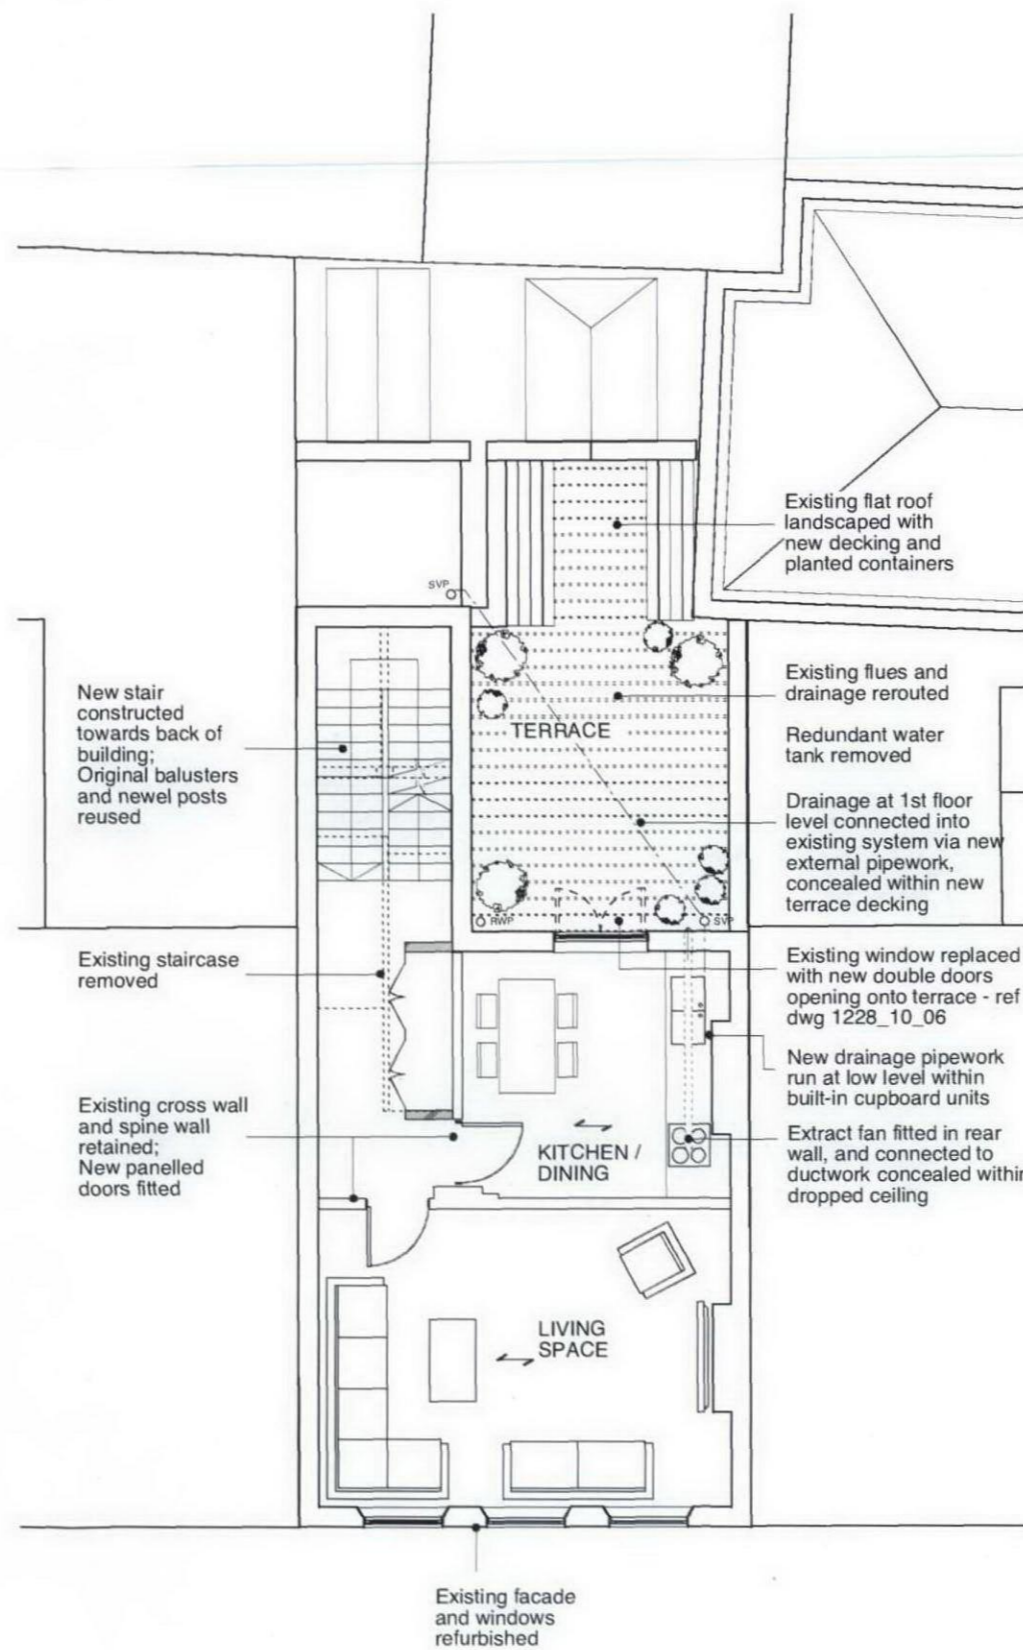 Existing flat roof
landscaped with
new decking and
planted containers
SVP
Existing flues and
drainage rerouted
New stair
constructed
towards back of
building;
Original balusters
and newel posts
reused
TERRACE
Redundant water
tank removed
Drainage at 1st floor
level connected into
existing system via new
external pipework,
concealed within new
terrace decking
RWP
SVP
Existing staircase
removed
Existing window replaced
with new double doors
opening onto terrace - ref
dwg 1228_10_06
New drainage pipework
run at low level within
built-in cupboard units
Existing cross wall
and spine wall
retained;
New panelled
doors fitted
KITCHEN /
DINING
Extract fan fitted in rear
wall, and connected to
ductwork concealed within
dropped ceiling
LIVING
SPACE
Existing facade
and windows
refurbished